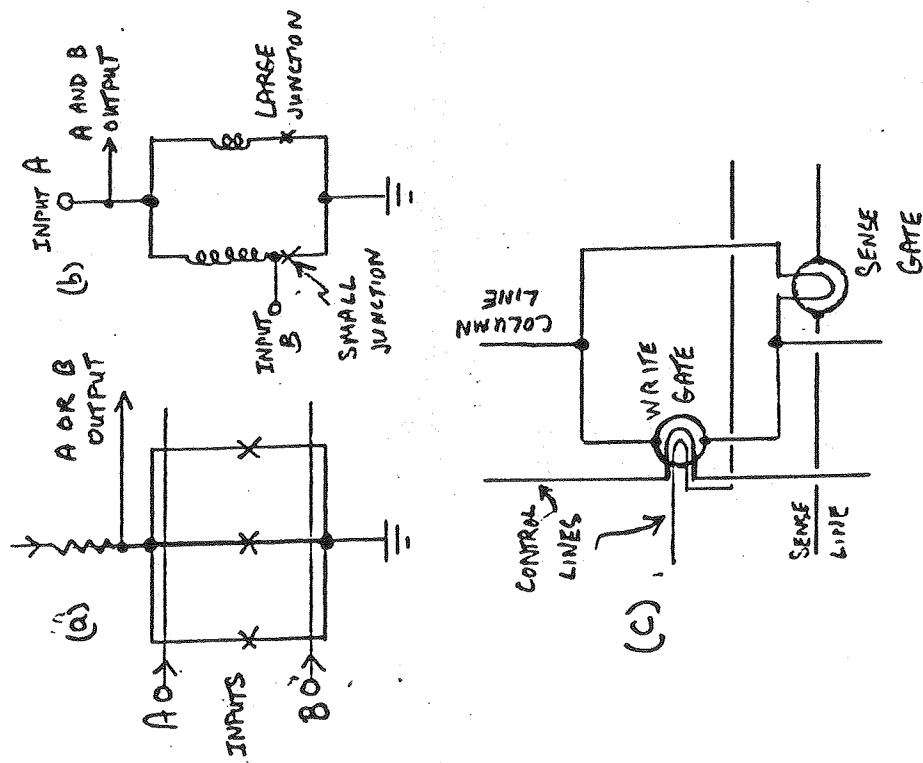 (a)
A OR B
OUTPUT
A
INPUTS
B
(b)
INPUT A
A AND B
OUTPUT
INPUT
B
SMALL
JUNCTION
LARGE
JUNCTION
(C)
CONTROL
LINES
COLUMN
LINE
WRITE
GATE
SENSE
LINE
SENSE
GATE